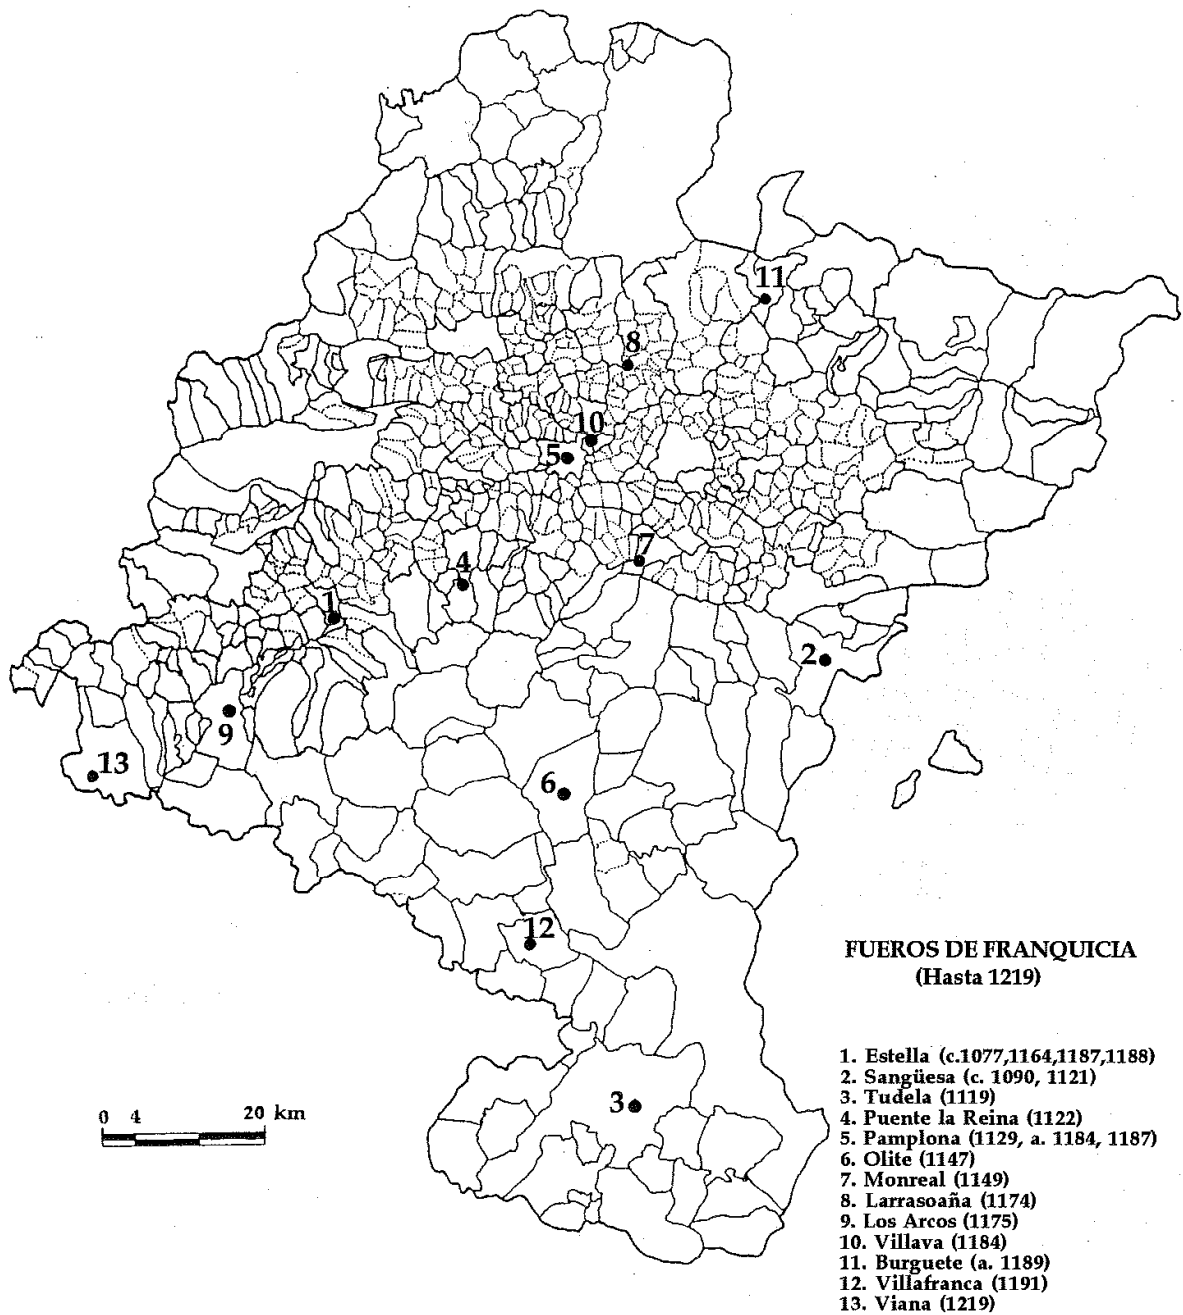 11
8
10
5
7
4
1
2
9
13
6
12
3
FUEROS DE FRANQUICIA
(Hasta 1219)
0 4 20 km
1. Estella (c.1077,1164,1187,1188)
2. Sangüesa (c. 1090, 1121)
3. Tudela (1119)
4. Puente la Reina (1122)
5. Pamplona (1129, a. 1184, 1187)
6. Olite (1147)
7. Monreal (1149)
8. Larrasoaña (1174)
9. Los Arcos (1175)
10. Villava (1184)
11. Burguete (a. 1189)
12. Villafranca (1191)
13. Viana (1219)